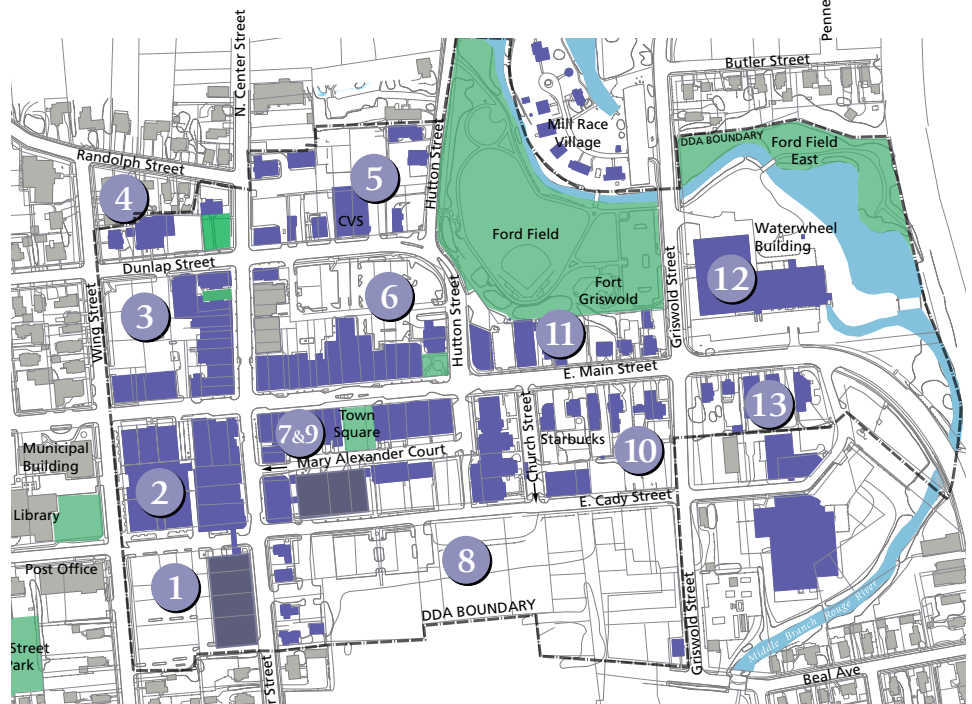 Penne
N. Center Street
Butler Street
Hutton Street
Mill Race
Village
DDA BOUNDARY
Ford Field
East
Randolph Street
4
5
CVS
Ford Field
Waterwheel
Building
12
Dunlap Street
Fort
Griswold
Griswold Street
6
3
Wing Street
Hutton Street
11
E. Main Street
13
Town
Square
7&9
Church Street
Starbucks
10
Municipal
Building
Mary Alexander Court
2
E. Cady Street
Library
8
Post Office
1
DDA BOUNDARY
Middle Branch Rouge River
Griswold Street
Street
Park
r Street
Beal Ave